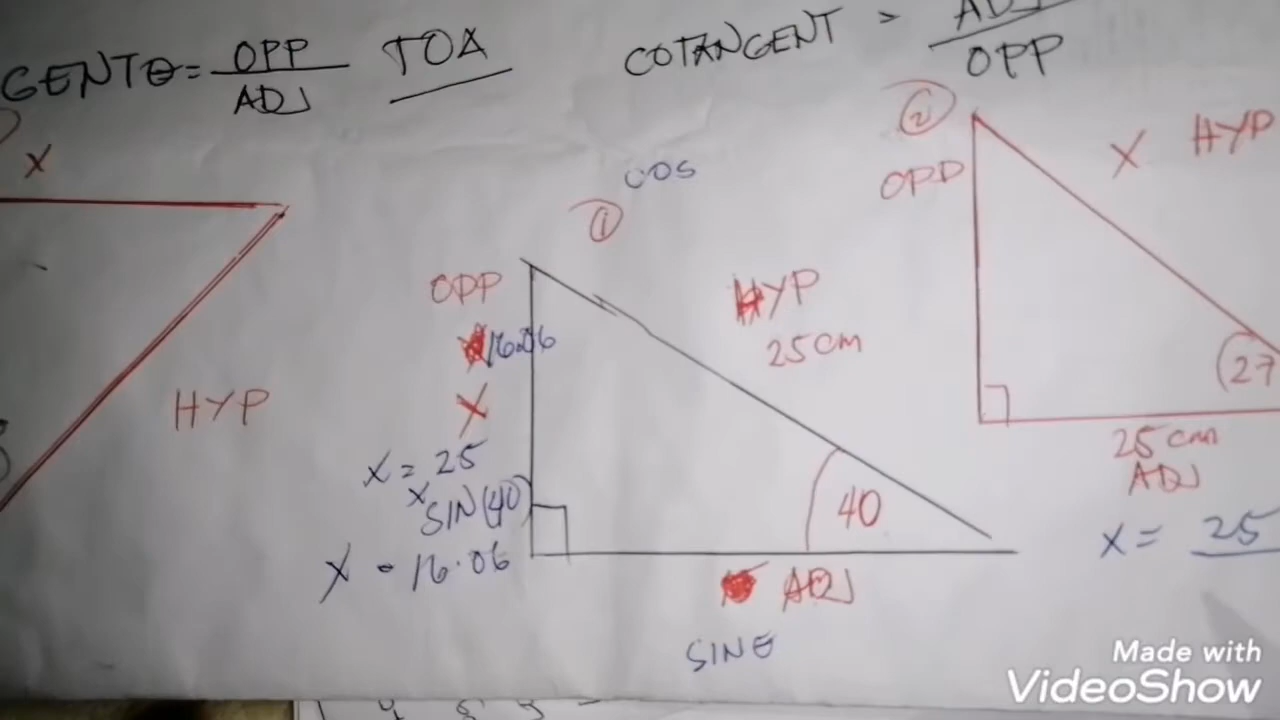 GENTθ = OPP / ADJ TOA
COTANGENT = / OPP
X
HYP
①
COS
OPP
16.06
X
X = 25
x SIN(40)
X = 16.06
HYP
25cm
40
ADJ
SINE
②
OPP
X HYP
(27
25 cm
ADJ
X = 25
Made with
VideoShow